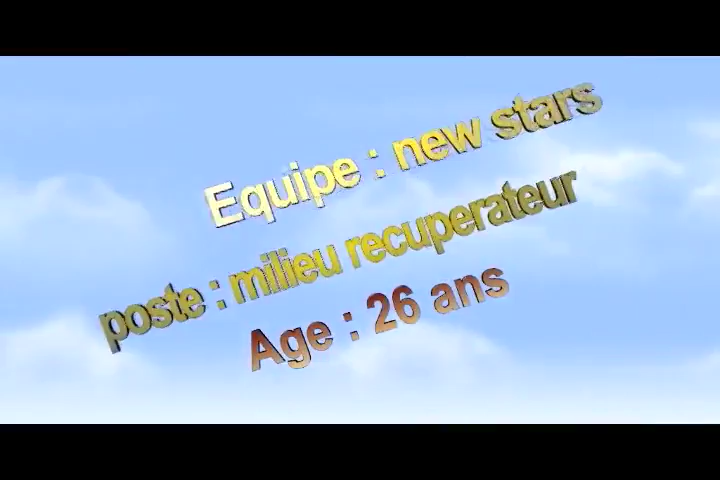 Equipe : new stars
poste : milieu recuperateur
Age : 26 ans